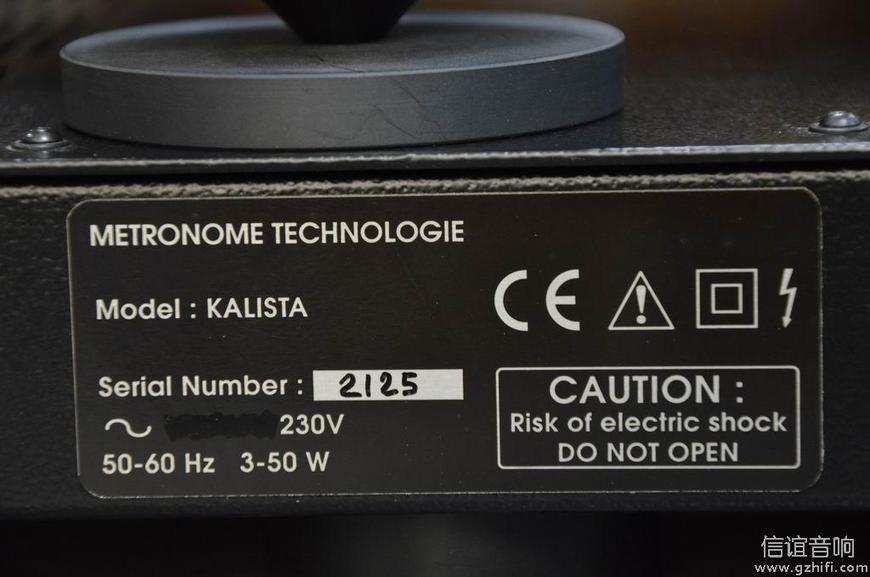 METRONOME TECHNOLOGIE
Model : KALISTA
CE
Serial Number : 2125
230V
50-60 Hz 3-50 W
CAUTION :
Risk of electric shock
DO NOT OPEN
信谊音响
www.gzhifi.com